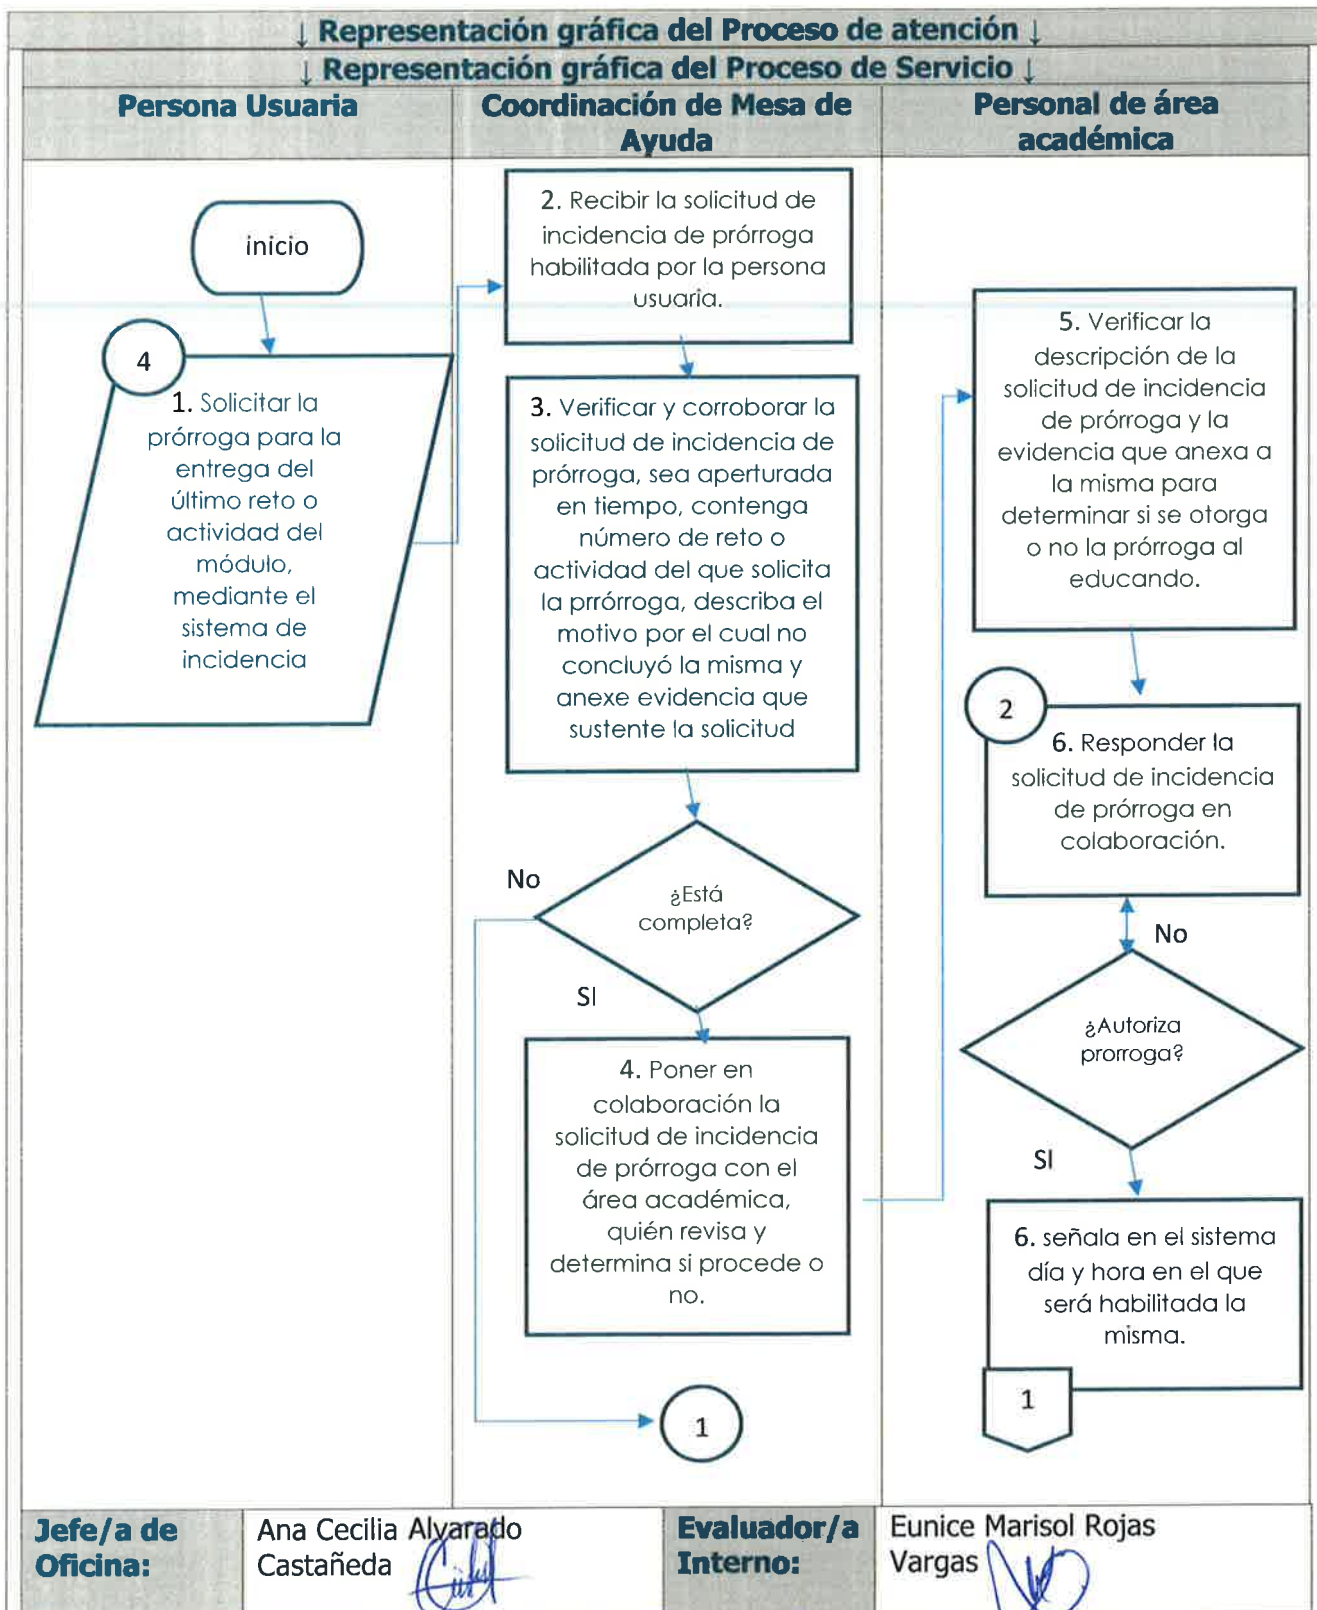 ↓ Representación gráfica del Proceso de atención ↓
↓ Representación gráfica del Proceso de Servicio ↓
Persona Usuaria
Coordinación de Mesa de
Ayuda
Personal de área
académica
inicio
4
1. Solicitar la
prórroga para la
entrega del
último reto o
actividad del
módulo,
mediante el
sistema de
incidencia
2. Recibir la solicitud de
incidencia de prórroga
habilitada por la persona
usuaria.
3. Verificar y corroborar la
solicitud de incidencia de
prórroga, sea aperturada
en tiempo, contenga
número de reto o
actividad del que solicita
la prrórroga, describa el
motivo por el cual no
concluyó la misma y
anexe evidencia que
sustente la solicitud
No
¿Está
completa?
SI
4. Poner en
colaboración la
solicitud de incidencia
de prórroga con el
área académica,
quién revisa y
determina si procede o
no.
1
5. Verificar la
descripción de la
solicitud de incidencia
de prórroga y la
evidencia que anexa a
la misma para
determinar si se otorga
o no la prórroga al
educando.
2
6. Responder la
solicitud de incidencia
de prórroga en
colaboración.
No
¿Autoriza
prorroga?
SI
6. señala en el sistema
día y hora en el que
será habilitada la
misma.
1
Jefe/a de
Oficina:
Ana Cecilia Alvarado
Castañeda
Evaluador/a
Interno:
Eunice Marisol Rojas
Vargas